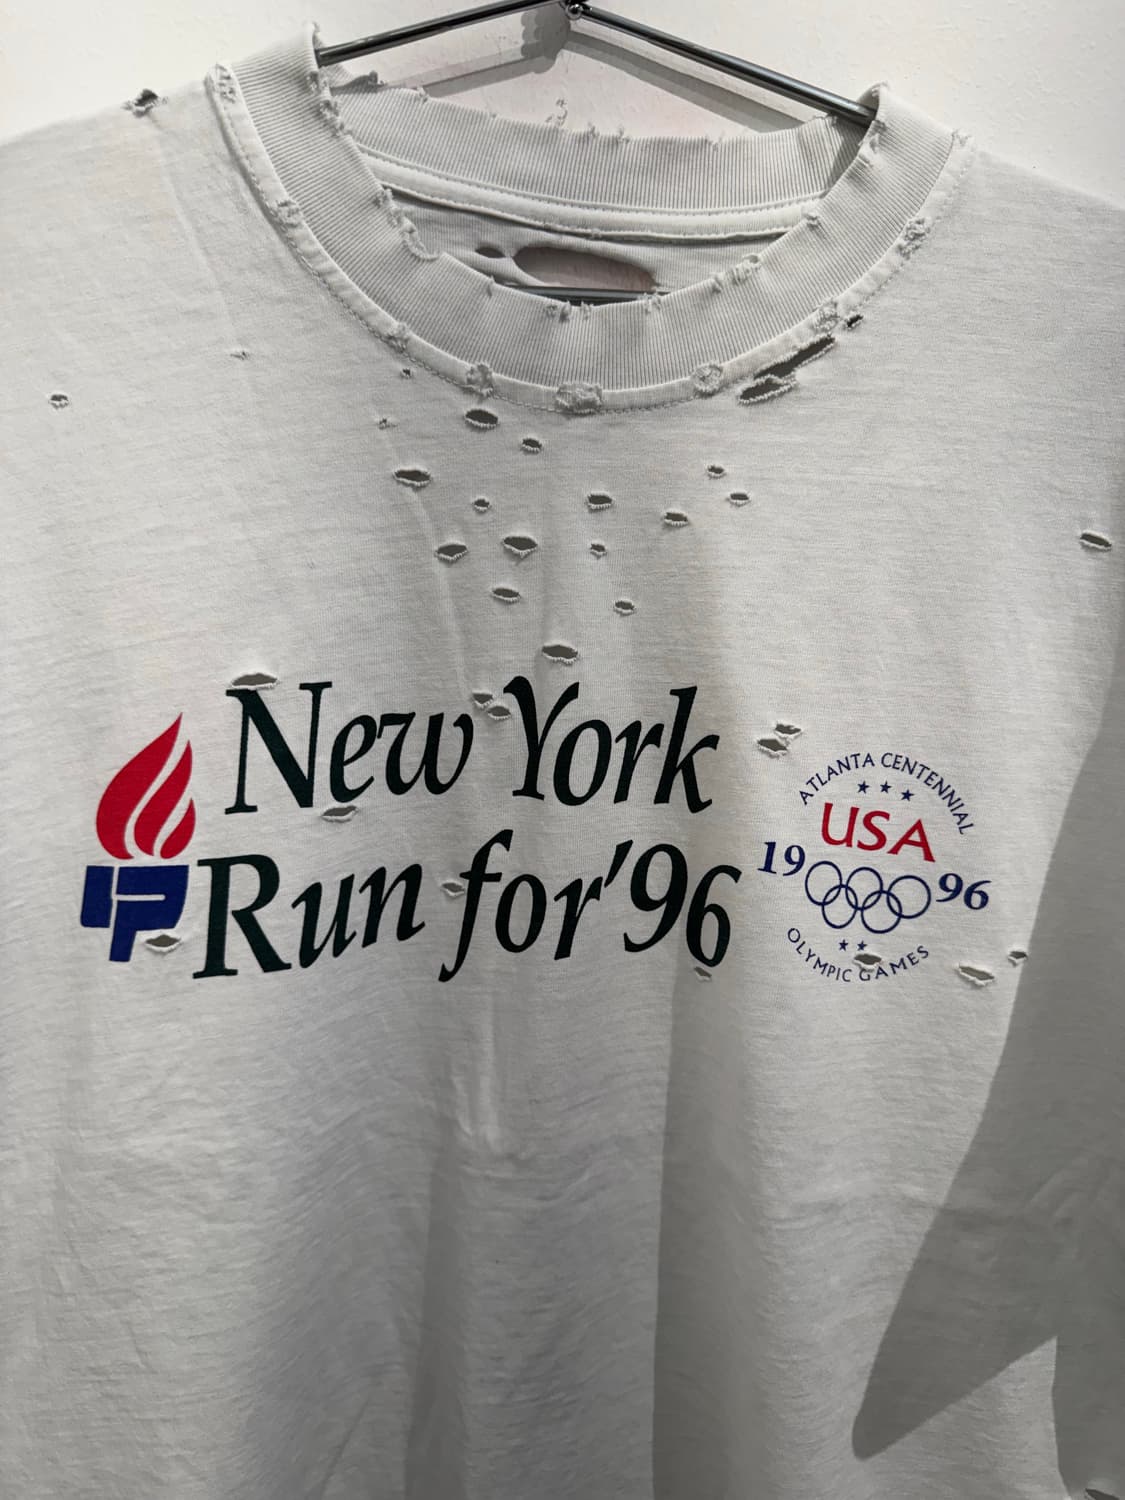 New York
Run for '96
ATLANTA CENTENNIAL
USA
19 96
OLYMPIC GAMES